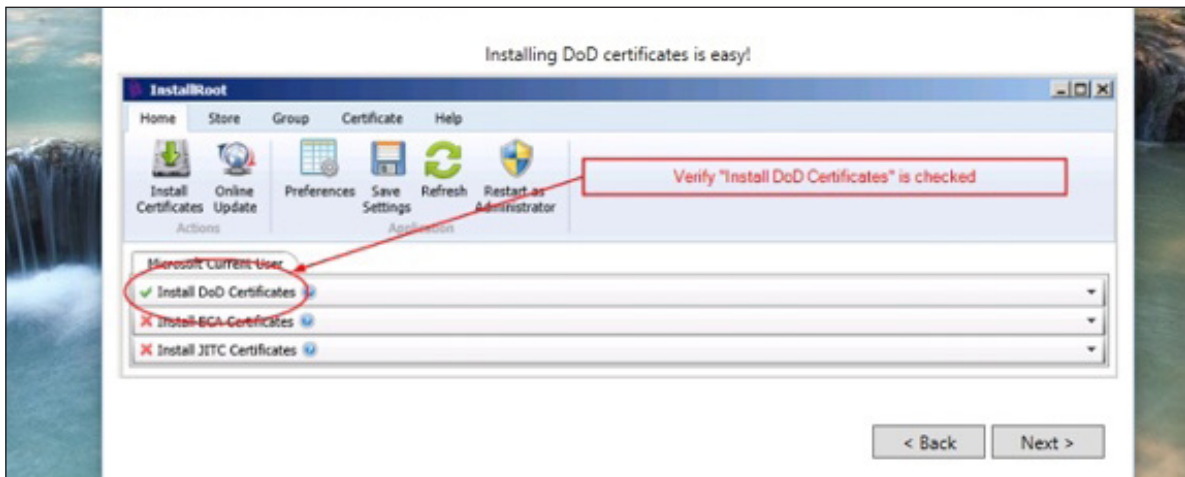 Installing DoD certificates is easy!
InstallRoot
Home Store Group Certificate Help
Install Certificates
Online Update
Preferences
Save Settings
Refresh
Restart as Administrator
Actions
Application
Verify "Install DoD Certificates" is checked
Microsoft Current User
Install DoD Certificates
Install ECA Certificates
Install JITC Certificates
< Back Next >